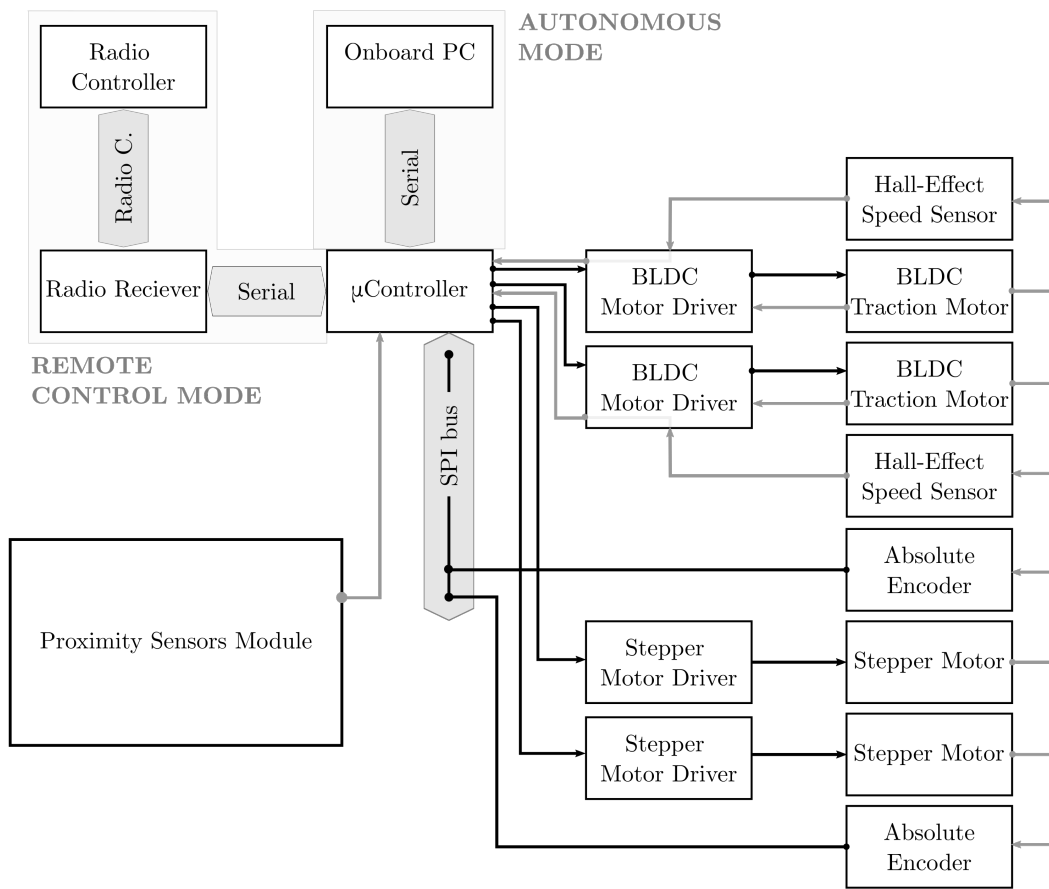 AUTONOMOUS
MODE
Radio
Controller
Onboard PC
Radio C.
Serial
Hall-Effect
Speed Sensor
Radio Reciever
Serial
µController
BLDC
Motor Driver
BLDC
Traction Motor
REMOTE
CONTROL MODE
BLDC
Motor Driver
BLDC
Traction Motor
SPI bus
Hall-Effect
Speed Sensor
Absolute
Encoder
Proximity Sensors Module
Stepper
Motor Driver
Stepper Motor
Stepper
Motor Driver
Stepper Motor
Absolute
Encoder